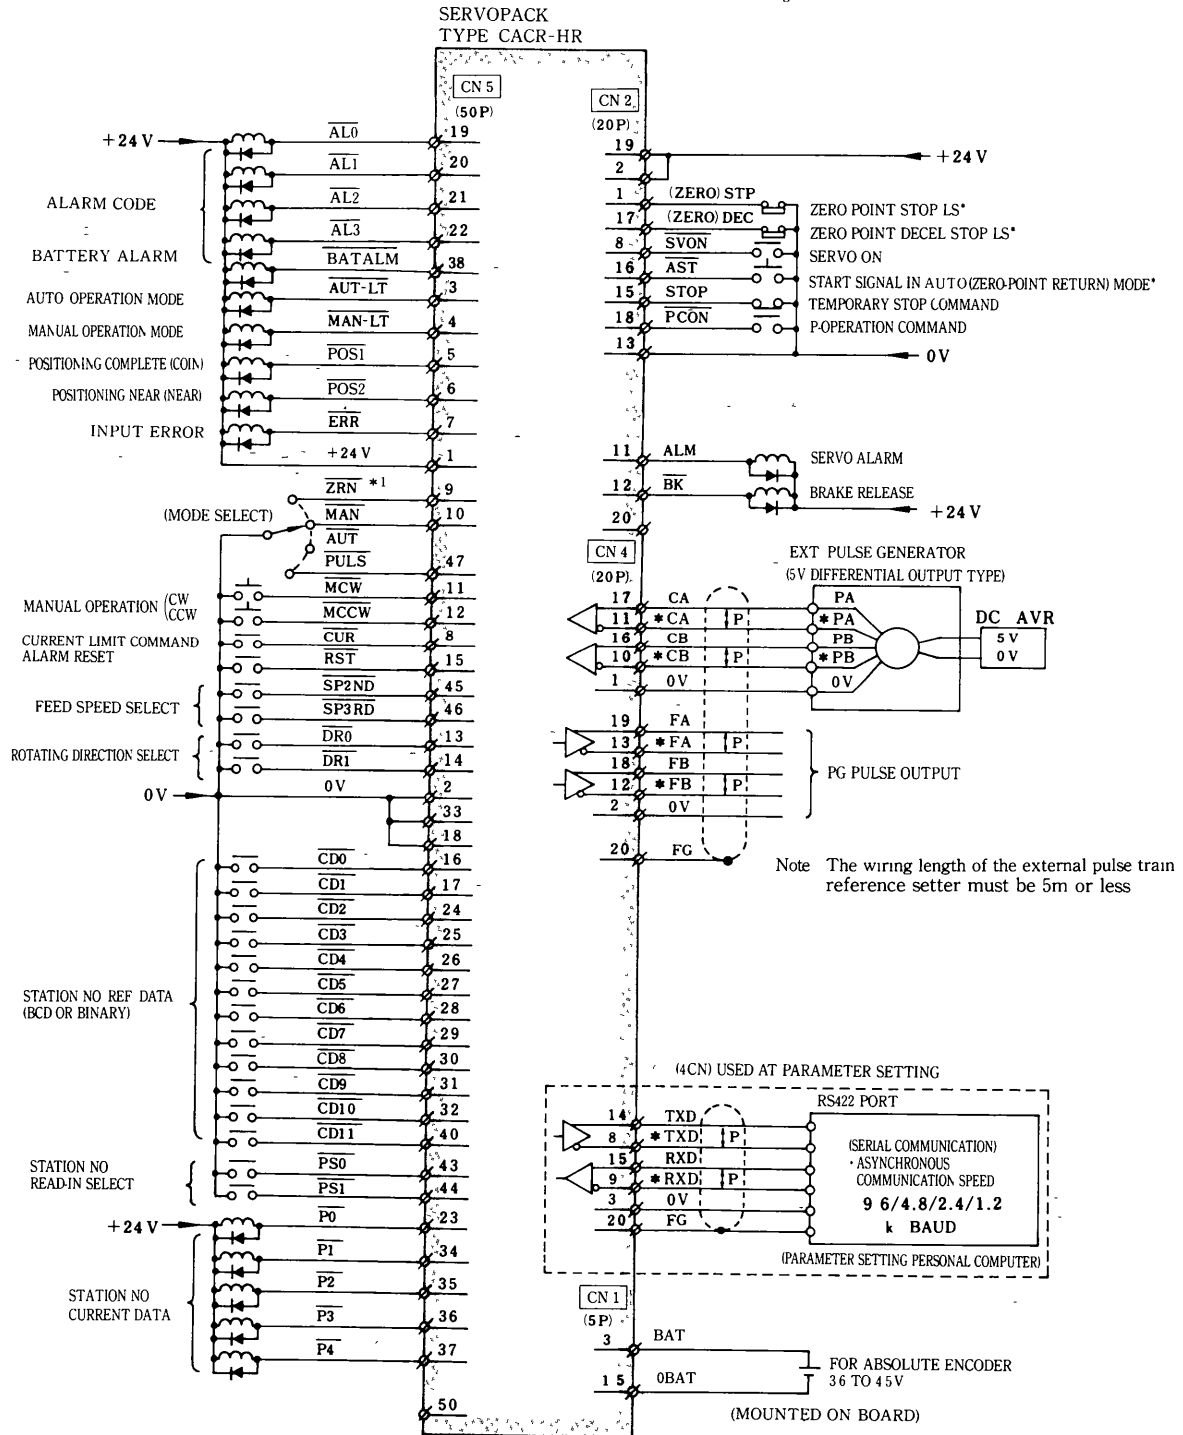 SERVOPACK
TYPE CACR-HR
CN 5
(50P)
+24V
AL0 19
AL1 20
AL2 21
AL3 22
ALARM CODE
BATTERY ALARM
BATALM 38
AUTO OPERATION MODE
AUT-LT 3
MANUAL OPERATION MODE
MAN-LT 4
POSITIONING COMPLETE (COIN)
POS1 5
POSITIONING NEAR (NEAR)
POS2 6
INPUT ERROR
ERR 7
+24 V 1
ZRN *1 9
(MODE SELECT)
MAN 10
AUT
PULS 47
MANUAL OPERATION (CW
CCW
MCW 11
MCCW 12
CURRENT LIMIT COMMAND
CUR 8
ALARM RESET
RST 15
FEED SPEED SELECT
SP2ND 45
SP3RD 46
ROTATING DIRECTION SELECT
DR0 13
DR1 14
0V
0V 2
33
18
STATION NO REF DATA
(BCD OR BINARY)
CD0 16
CD1 17
CD2 24
CD3 25
CD4 26
CD5 27
CD6 28
CD7 29
CD8 30
CD9 31
CD10 32
CD11 40
STATION NO
READ-IN SELECT
PS0 43
PS1 44
+24V
P0 23
P1 34
P2 35
P3 36
P4 37
STATION NO
CURRENT DATA
50
CN 2
(20P)
19
2
+24V
1 (ZERO) STP ZERO POINT STOP LS*
17 (ZERO) DEC ZERO POINT DECEL STOP LS*
8 SVON SERVO ON
16 AST START SIGNAL IN AUTO(ZERO-POINT RETURN) MODE*
15 STOP TEMPORARY STOP COMMAND
18 PCON P-OPERATION COMMAND
13 0V
11 ALM SERVO ALARM
12 BK BRAKE RELEASE
20 +24V
CN 4
(20P)
EXT PULSE GENERATOR
(5V DIFFERENTIAL OUTPUT TYPE)
17 CA PA
11 *CA P *PA
16 CB PB
10 *CB P *PB
1 0V 0V
DC AVR
5 V
0 V
19 FA
13 *FA P
18 FB
12 *FB P
2 0V
PG PULSE OUTPUT
20 FG
Note The wiring length of the external pulse train
reference setter must be 5m or less
(4CN) USED AT PARAMETER SETTING
RS422 PORT
14 TXD
8 *TXD P
15 RXD
9 *RXD P
3 0V
20 FG
(SERIAL COMMUNICATION)
· ASYNCHRONOUS
COMMUNICATION SPEED
9 6/4.8/2.4/1.2
k BAUD
(PARAMETER SETTING PERSONAL COMPUTER)
CN 1
(5P)
3 BAT
1 5 0BAT
FOR ABSOLUTE ENCODER
3 6 TO 4 5V
(MOUNTED ON BOARD)